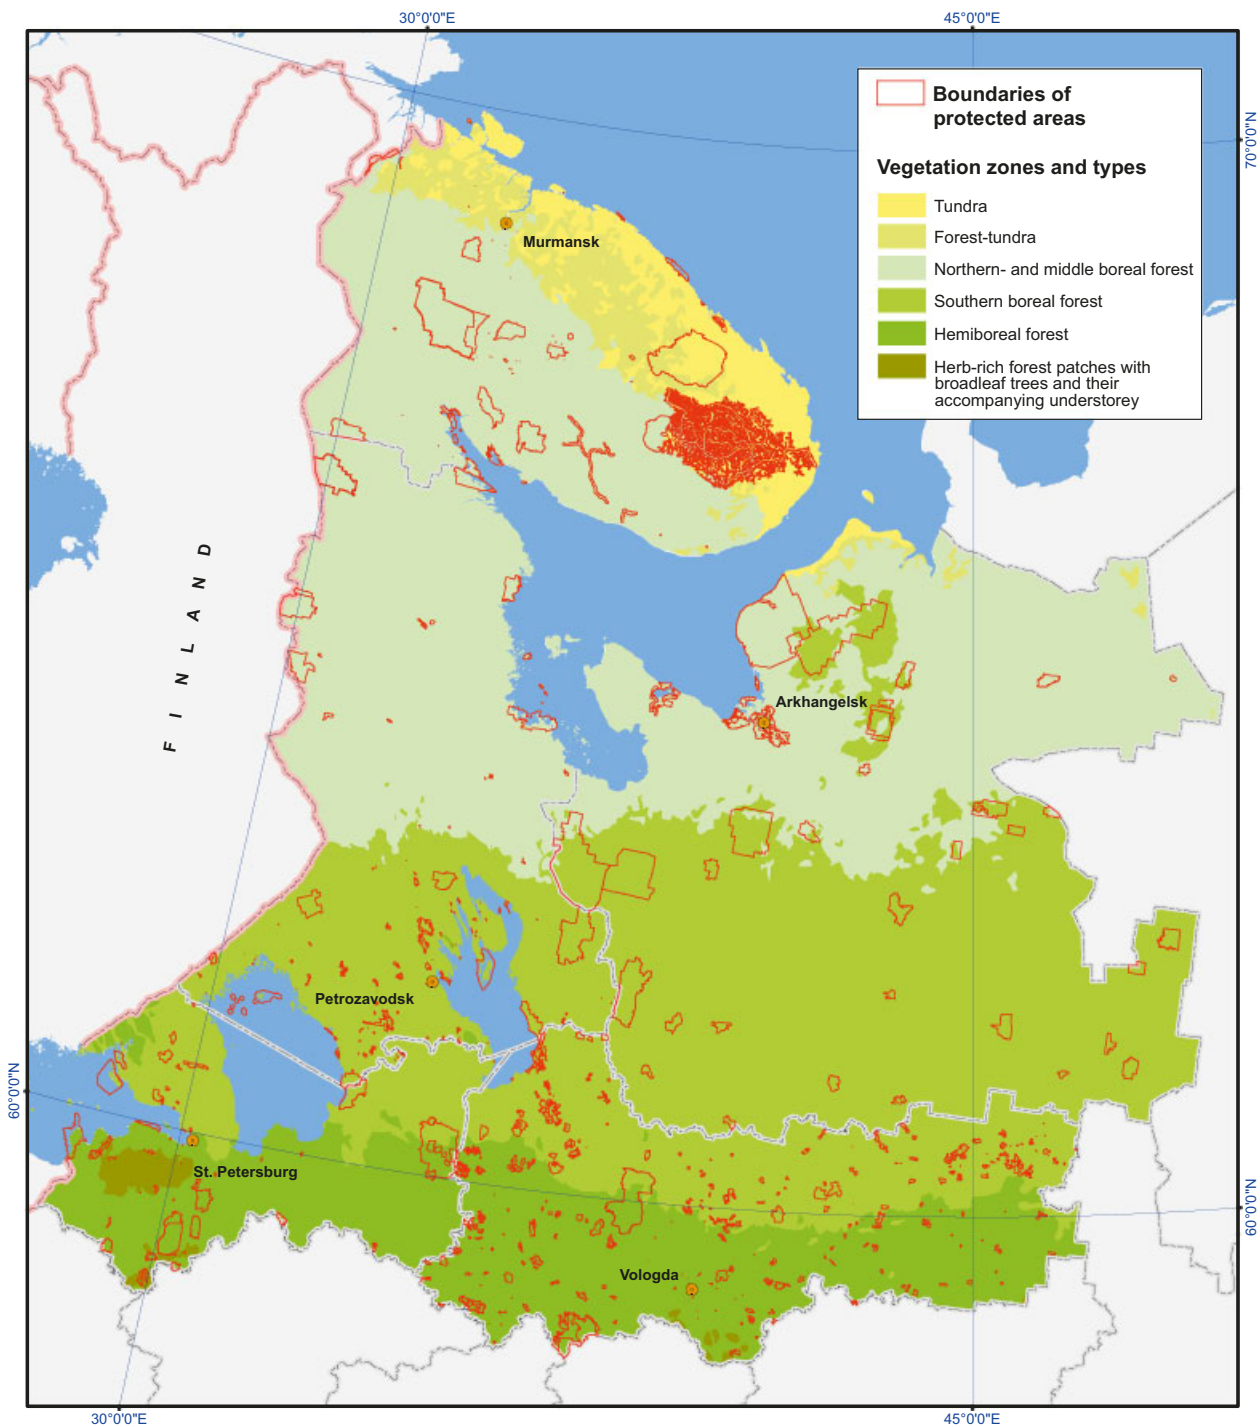 30°0'0"E
45°0'0"E
70°0'0"N
Boundaries of
protected areas
Vegetation zones and types
Tundra
Forest-tundra
Northern- and middle boreal forest
Southern boreal forest
Hemiboreal forest
Herb-rich forest patches with
broadleaf trees and their
accompanying understorey
Murmansk
FINLAND
Arkhangelsk
Petrozavodsk
60°0'0"N
St. Petersburg
60°0'0"N
Vologda
30°0'0"E
45°0'0"E